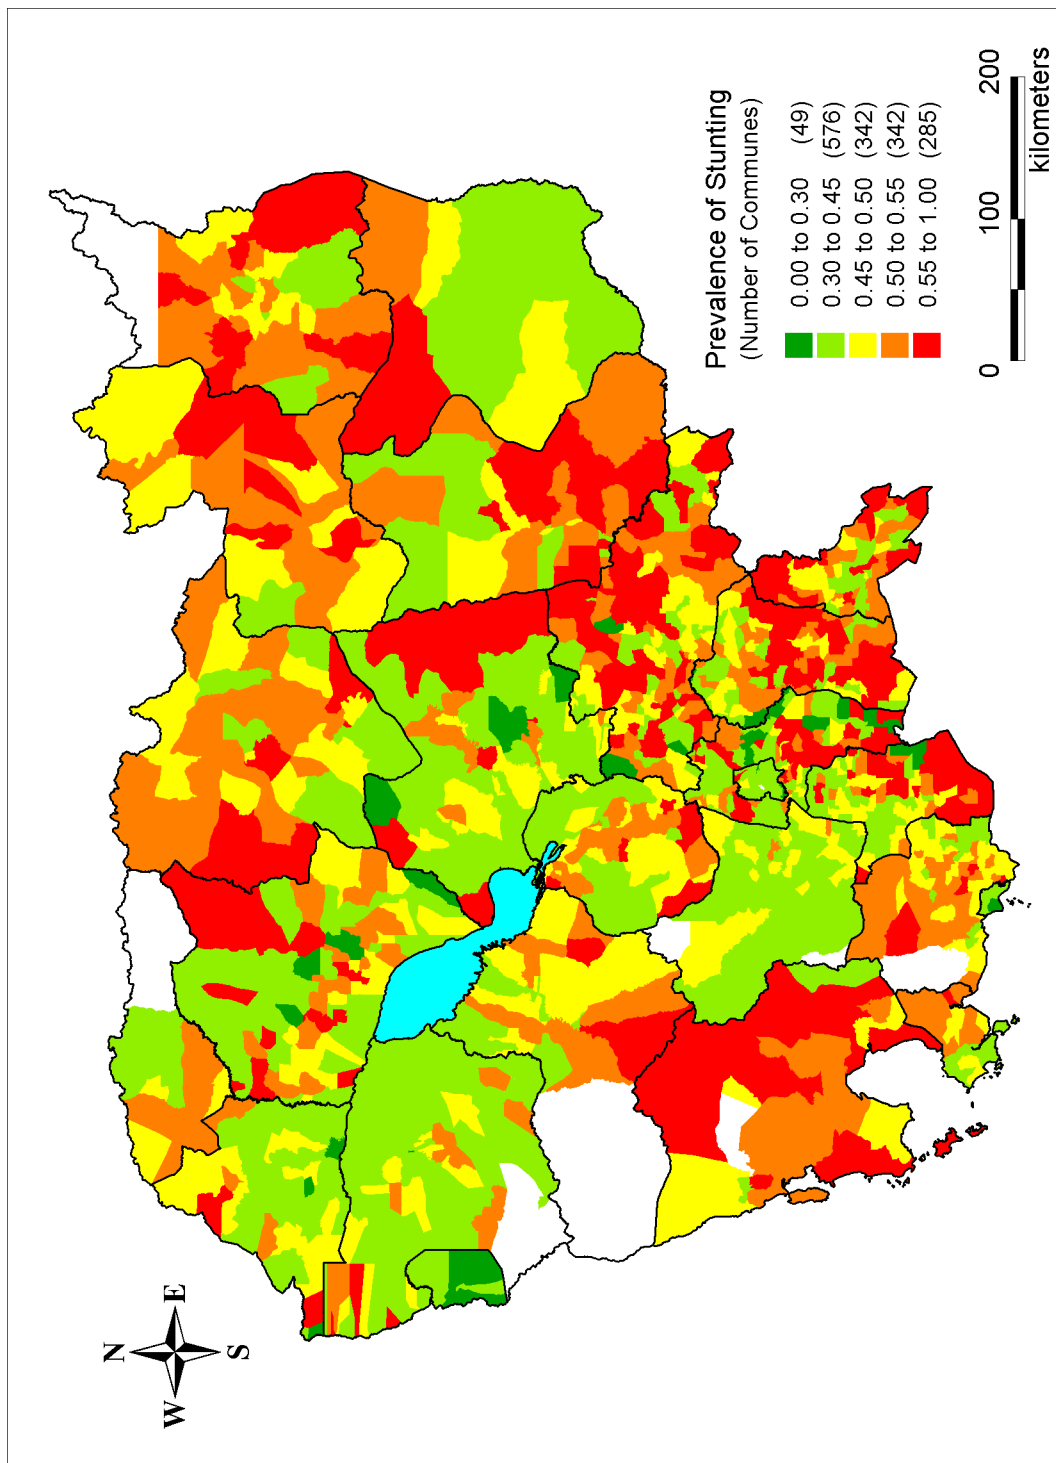 N
W E
S
Prevalence of Stunting
(Number of Communes)
0.00 to 0.30 (49)
0.30 to 0.45 (576)
0.45 to 0.50 (342)
0.50 to 0.55 (342)
0.55 to 1.00 (285)
0 100 200
kilometers